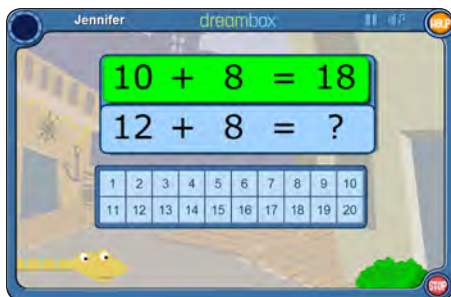 Jennifer dreambox HELP
10 + 8 = 18
12 + 8 = ?
1 2 3 4 5 6 7 8 9 10
11 12 13 14 15 16 17 18 19 20
STOP